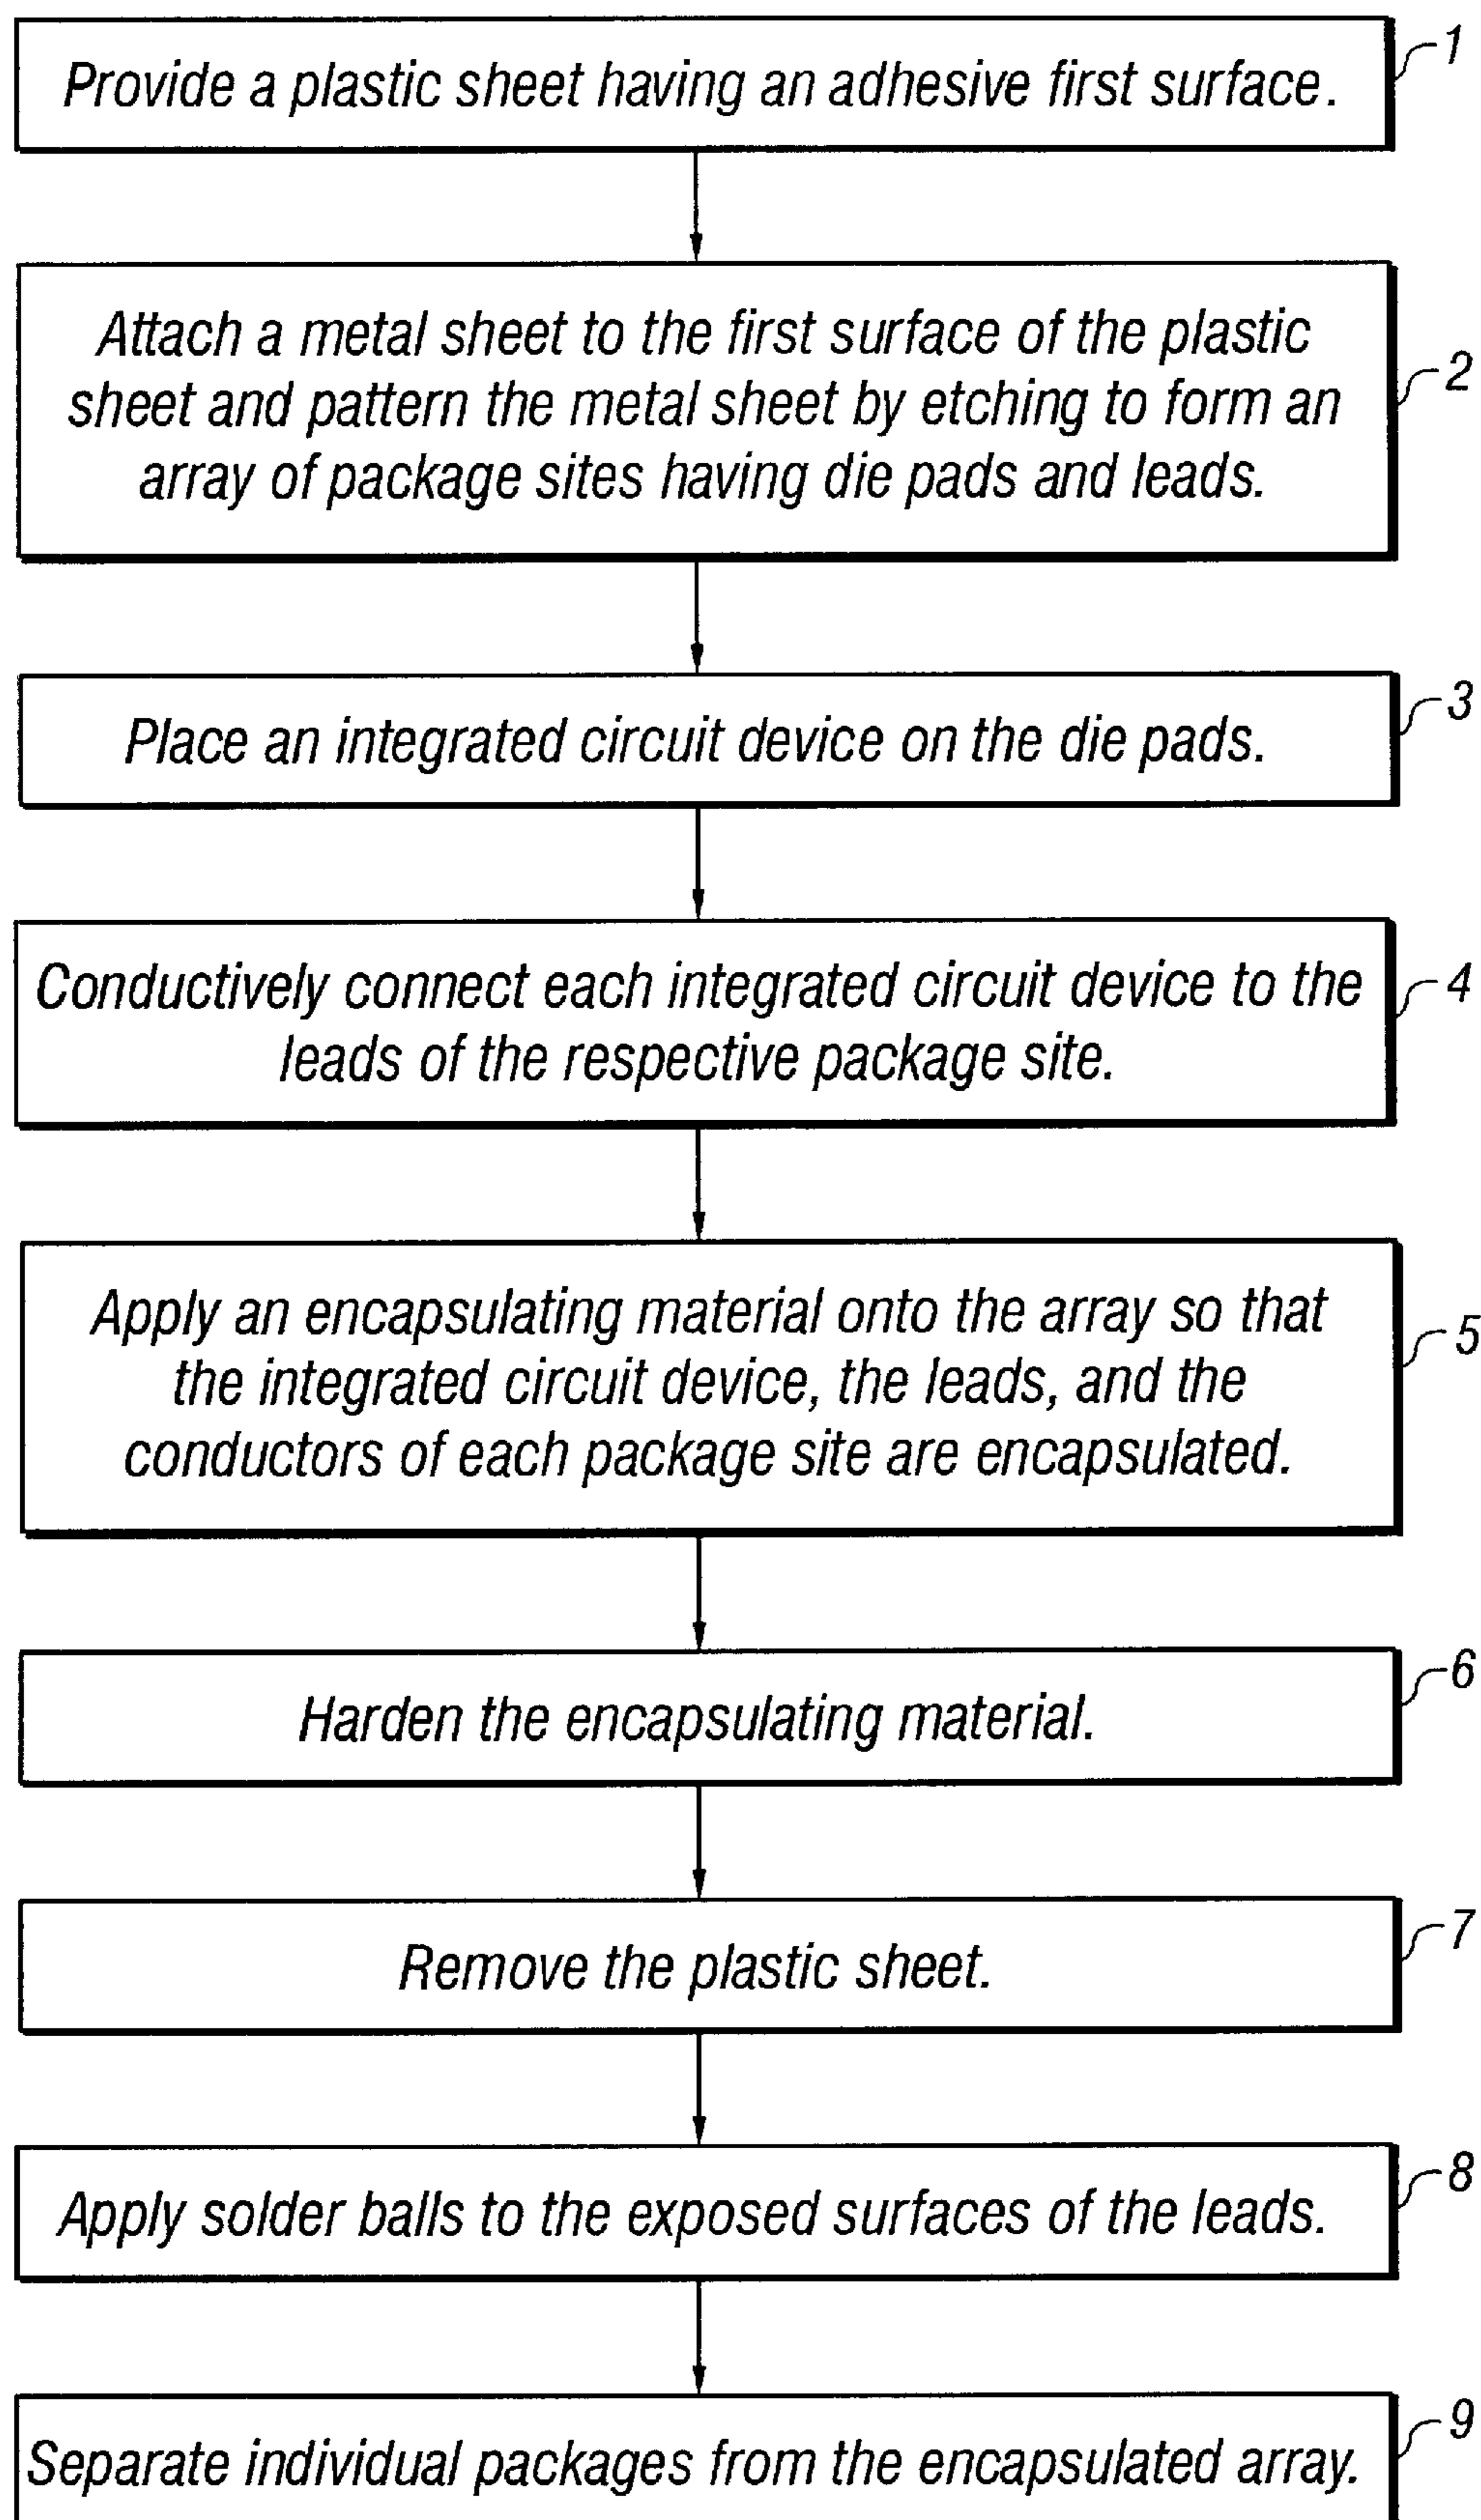 Provide a plastic sheet having an adhesive first surface.
1
Attach a metal sheet to the first surface of the plastic
sheet and pattern the metal sheet by etching to form an
array of package sites having die pads and leads.
2
Place an integrated circuit device on the die pads.
3
Conductively connect each integrated circuit device to the
leads of the respective package site.
4
Apply an encapsulating material onto the array so that
the integrated circuit device, the leads, and the
conductors of each package site are encapsulated.
5
Harden the encapsulating material.
6
Remove the plastic sheet.
7
Apply solder balls to the exposed surfaces of the leads.
8
Separate individual packages from the encapsulated array.
9